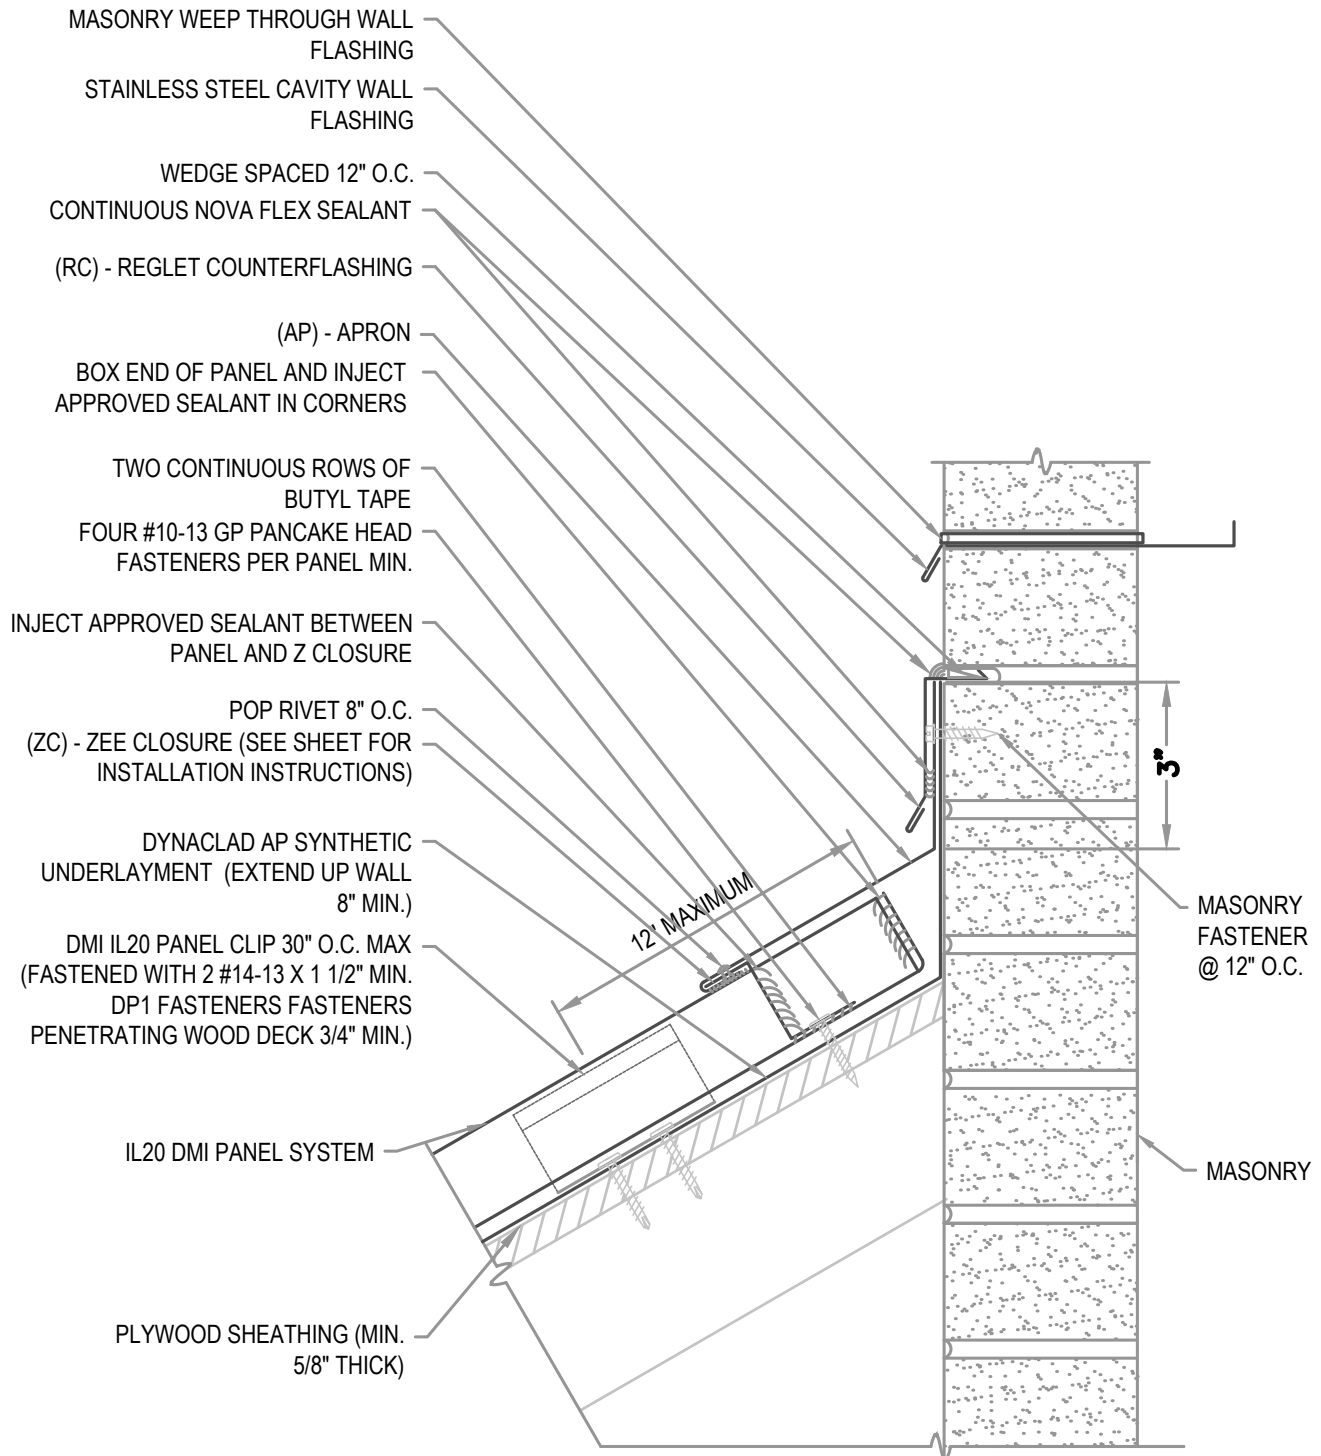 MASONRY WEEP THROUGH WALL
FLASHING
STAINLESS STEEL CAVITY WALL
FLASHING
WEDGE SPACED 12" O.C.
CONTINUOUS NOVA FLEX SEALANT
(RC) - REGLET COUNTERFLASHING
(AP) - APRON
BOX END OF PANEL AND INJECT
APPROVED SEALANT IN CORNERS
TWO CONTINUOUS ROWS OF
BUTYL TAPE
FOUR #10-13 GP PANCAKE HEAD
FASTENERS PER PANEL MIN.
INJECT APPROVED SEALANT BETWEEN
PANEL AND Z CLOSURE
POP RIVET 8" O.C.
(ZC) - ZEE CLOSURE (SEE SHEET FOR
INSTALLATION INSTRUCTIONS)
DYNACLAD AP SYNTHETIC
UNDERLAYMENT (EXTEND UP WALL
8" MIN.)
DMI IL20 PANEL CLIP 30" O.C. MAX
(FASTENED WITH 2 #14-13 X 1 1/2" MIN.
DP1 FASTENERS FASTENERS
PENETRATING WOOD DECK 3/4" MIN.)
IL20 DMI PANEL SYSTEM
PLYWOOD SHEATHING (MIN.
5/8" THICK)
12" MAXIMUM
3"
MASONRY
FASTENER
@ 12" O.C.
MASONRY